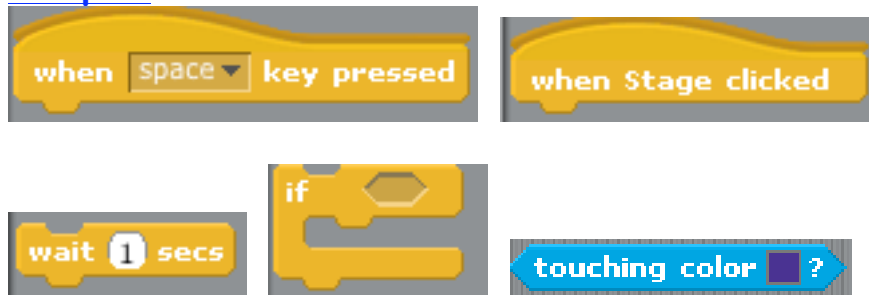 when space key pressed
when Stage clicked
wait 1 secs
if
touching color ?